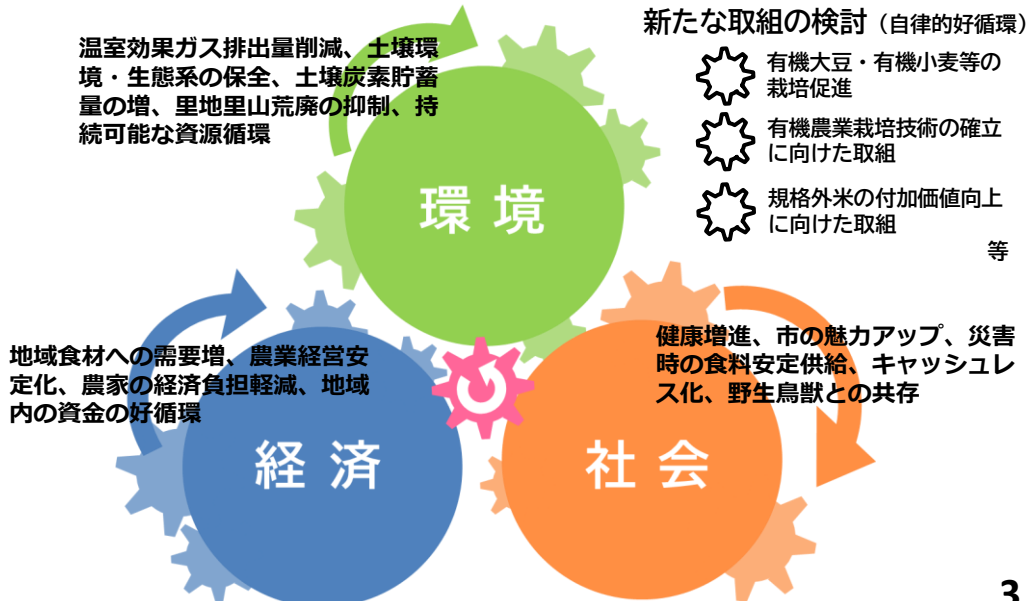 新たな取組の検討（自律的好循環）
有機大豆・有機小麦等の
栽培促進
有機農業栽培技術の確立
に向けた取組
規格外米の付加価値向上
に向けた取組
等
温室効果ガス排出量削減、土壌環
境・生態系の保全、土壌炭素貯蓄
量の増、里地里山荒廃の抑制、持
続可能な資源循環
環 境
地域食材への需要増、農業経営安
定化、農家の経済負担軽減、地域
内の資金の好循環
経 済
健康増進、市の魅力アップ、災害
時の食料安定供給、キャッシュレ
ス化、野生鳥獣との共存
社 会
3